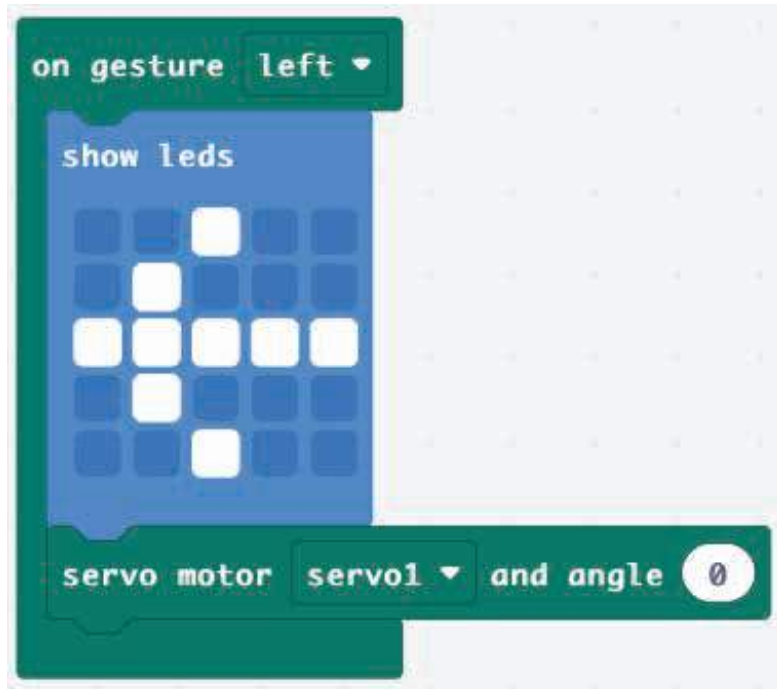 on gesture left
show leds
servo motor servo1 and angle 0